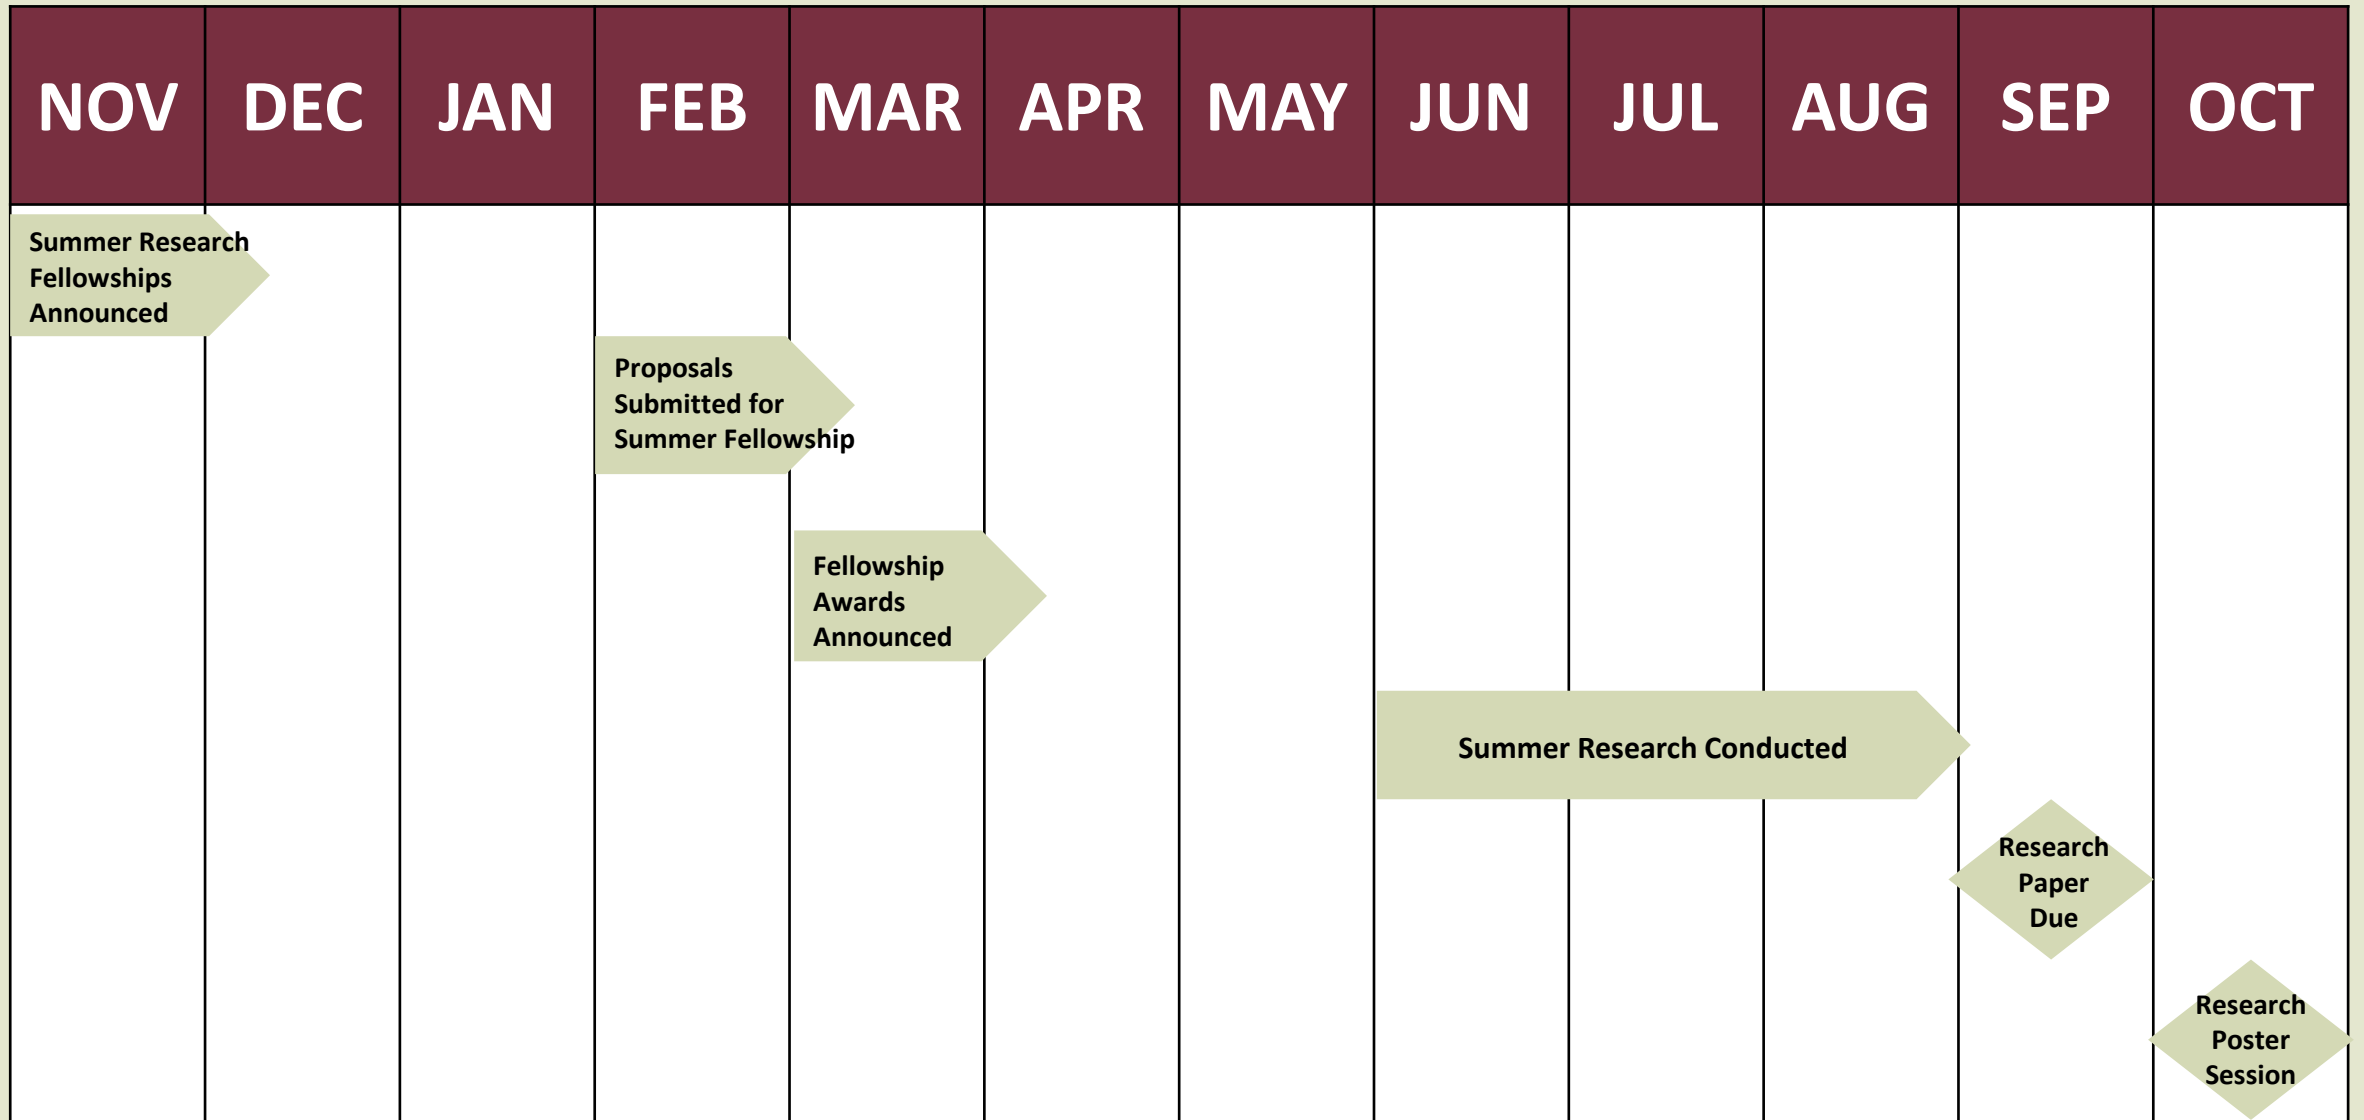 NOV DEC JAN FEB MAR APR MAY JUN JUL AUG SEP OCT
Summer Research
Fellowships
Announced
Proposals
Submitted for
Summer Fellowship
Fellowship
Awards
Announced
Summer Research Conducted
Research
Paper
Due
Research
Poster
Session